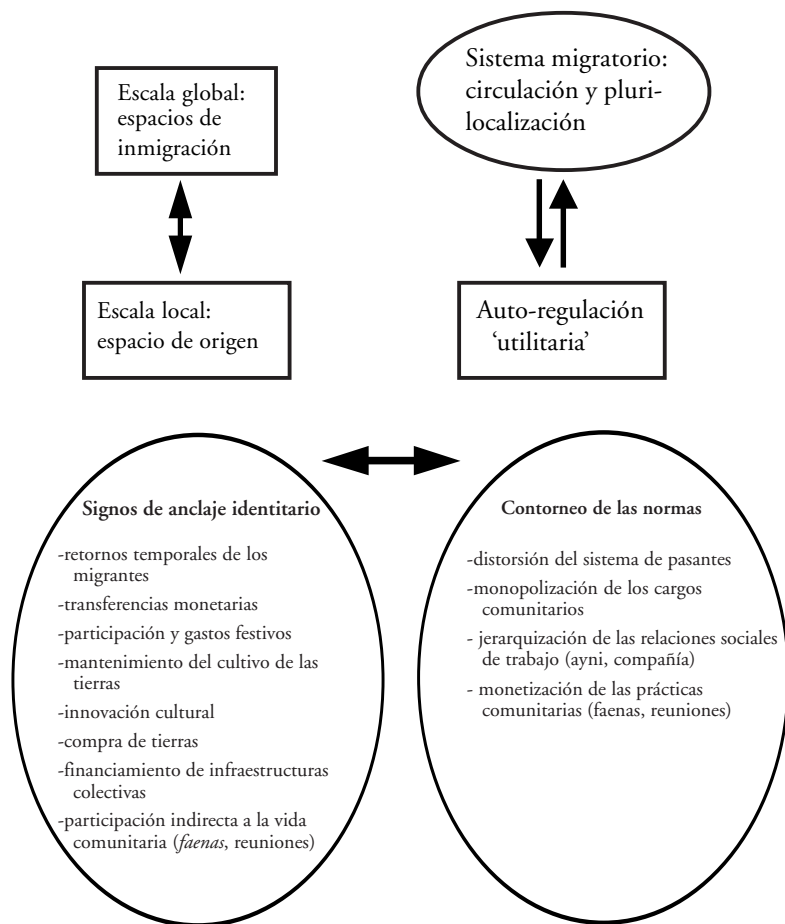 Escala global:
espacios de
inmigración
Sistema migratorio:
circulación y pluri-
localización
Escala local:
espacio de origen
Auto-regulación
‘utilitaria’
Signos de anclaje identitario
-retornos temporales de los
migrantes
-transferencias monetarias
-participación y gastos festivos
-mantenimiento del cultivo de las
tierras
-innovación cultural
-compra de tierras
-financiamiento de infraestructuras
colectivas
-participación indirecta a la vida
comunitaria (faenas, reuniones)
Contorneo de las normas
-distorsión del sistema de pasantes
-monopolización de los cargos
comunitarios
- jerarquización de las relaciones sociales
de trabajo (ayni, compañía)
- monetización de las prácticas
comunitarias (faenas, reuniones)